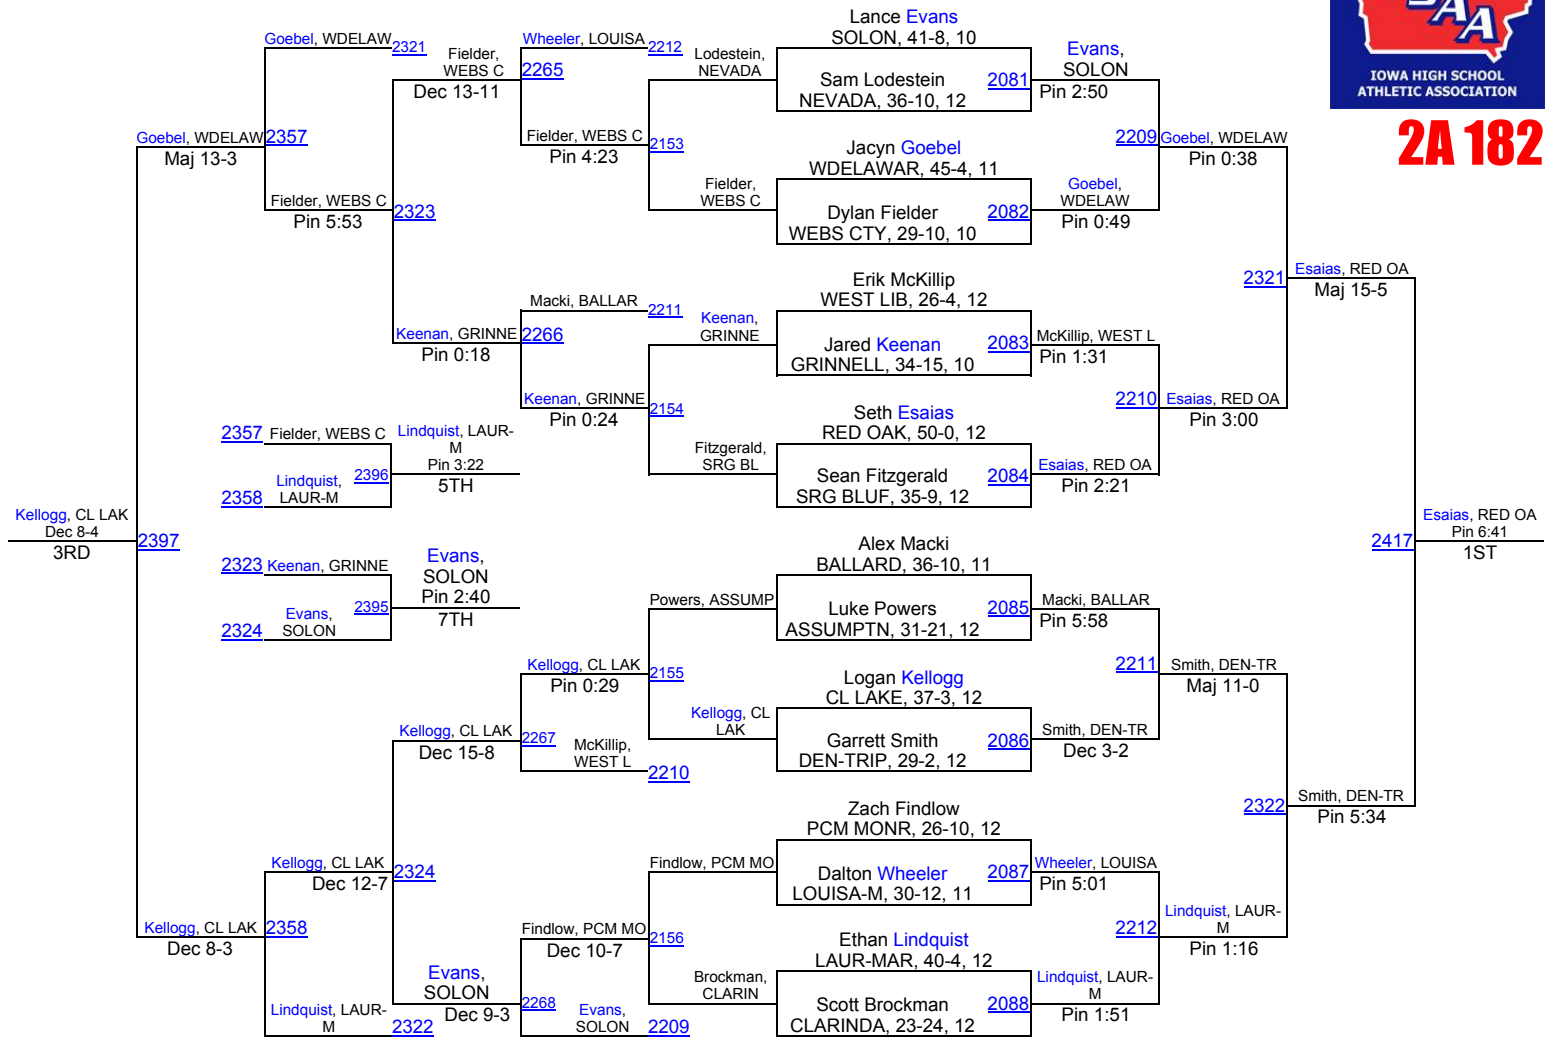 SAA
IOWA HIGH SCHOOL
ATHLETIC ASSOCIATION
2A 182
Goebel, WDELAW
2321
Fielder,
WEBS C
Dec 13-11
Wheeler, LOUISA
2212
2265
Lodestein,
NEVADA
Lance Evans
SOLON, 41-8, 10
Sam Lodestein
NEVADA, 36-10, 12
2081
Evans,
SOLON
Pin 2:50
Goebel, WDELAW
Maj 13-3
2357
Fielder, WEBS C
Pin 4:23
2153
Jacyn Goebel
WDELAWAR, 45-4, 11
2209
Goebel, WDELAW
Pin 0:38
Fielder, WEBS C
Pin 5:53
2323
Fielder,
WEBS C
Dylan Fielder
WEBS CTY, 29-10, 10
2082
Goebel,
WDELAW
Pin 0:49
Erik McKillip
WEST LIB, 26-4, 12
2321
Esaias, RED OA
Maj 15-5
Macki, BALLAR
2211
Keenan, GRINNE
Pin 0:18
2266
Keenan,
GRINNE
Jared Keenan
GRINNELL, 34-15, 10
2083
McKillip, WEST L
Pin 1:31
Keenan, GRINNE
Pin 0:24
2154
Seth Esaias
RED OAK, 50-0, 12
2210
Esaias, RED OA
Pin 3:00
2357
Fielder, WEBS C
Lindquist, LAUR-
M
Pin 3:22
5TH
2358
Lindquist,
LAUR-M
2396
Fitzgerald,
SRG BL
Sean Fitzgerald
SRG BLUF, 35-9, 12
2084
Esaias, RED OA
Pin 2:21
Kellogg, CL LAK
Dec 8-4
3RD
2397
Alex Macki
BALLARD, 36-10, 11
2417
Esaias, RED OA
Pin 6:41
1ST
2323
Keenan, GRINNE
Evans,
SOLON
Pin 2:40
7TH
2324
Evans,
SOLON
2395
Powers, ASSUMP
Luke Powers
ASSUMPTN, 31-21, 12
2085
Macki, BALLAR
Pin 5:58
Kellogg, CL LAK
Pin 0:29
2155
Logan Kellogg
CL LAKE, 37-3, 12
2211
Smith, DEN-TR
Maj 11-0
Kellogg, CL LAK
Dec 15-8
2267
McKillip,
WEST L
2210
Kellogg, CL
LAK
Garrett Smith
DEN-TRIP, 29-2, 12
2086
Smith, DEN-TR
Dec 3-2
Zach Findlow
PCM MONR, 26-10, 12
2322
Smith, DEN-TR
Pin 5:34
Kellogg, CL LAK
Dec 12-7
2324
Findlow, PCM MO
Dalton Wheeler
LOUISA-M, 30-12, 11
2087
Wheeler, LOUISA
Pin 5:01
Kellogg, CL LAK
Dec 8-3
2358
Findlow, PCM MO
Dec 10-7
2156
Ethan Lindquist
LAUR-MAR, 40-4, 12
2212
Lindquist, LAUR-
M
Pin 1:16
Lindquist, LAUR-
M
2322
Evans,
SOLON
Dec 9-3
2268
Evans,
SOLON
2209
Brockman,
CLARIN
Scott Brockman
CLARINDA, 23-24, 12
2088
Lindquist, LAUR-
M
Pin 1:51